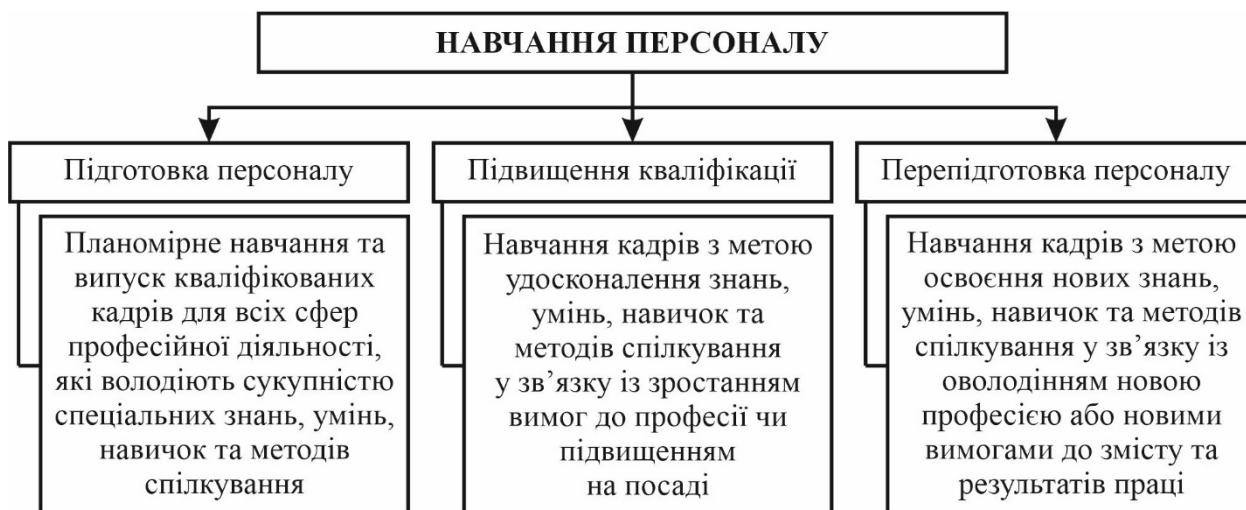 НАВЧАННЯ ПЕРСОНАЛУ
Підготовка персоналу
Планомірне навчання та
випуск кваліфікованих
кадрів для всіх сфер
професійної діяльності,
які володіють сукупністю
спеціальних знань, умінь,
навичок та методів
спілкування
Підвищення кваліфікації
Навчання кадрів з метою
удосконалення знань,
умінь, навичок та
методів спілкування
у зв’язку із зростанням
вимог до професії чи
підвищенням
на посаді
Перепідготовка персоналу
Навчання кадрів з метою
освоєння нових знань,
умінь, навичок та методів
спілкування у зв’язку із
оволодінням новою
професією або новими
вимогами до змісту та
результатів праці